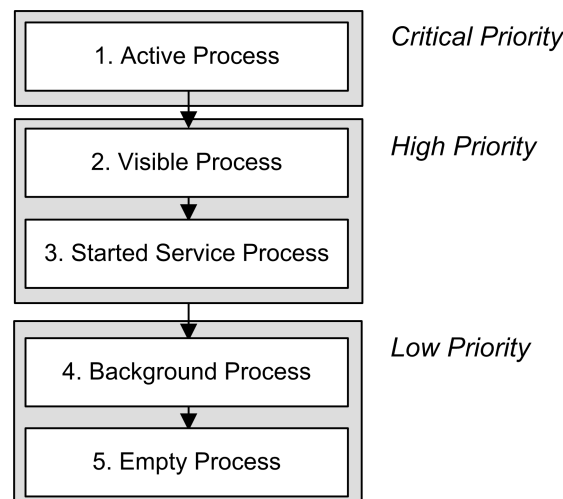 1. Active Process
Critical Priority
2. Visible Process
High Priority
3. Started Service Process
4. Background Process
Low Priority
5. Empty Process